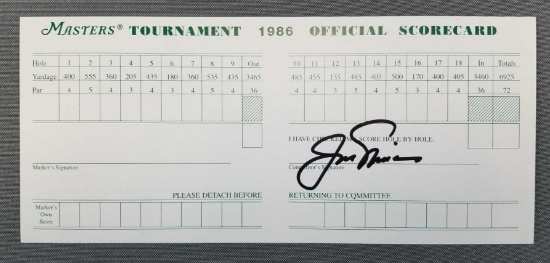 MASTERS® TOURNAMENT 1986 OFFICIAL SCORECARD
Hole 1 2 3 4 5 6 7 8 9 Out 10 11 12 13 14 15 16 17 18 In Totals
Yardage 400 555 360 205 435 180 360 535 435 3465 485 455 155 465 405 500 170 400 405 3460 6925
Par 4 5 4 3 4 3 4 5 4 36 4 4 3 5 4 5 3 4 4 36 72
I HAVE SCORE HOLE BY HOLE.
Marker's Signature Signature
PLEASE DETACH BEFORE RETURNING TO COMMITTEE
Marker's
Own
Score